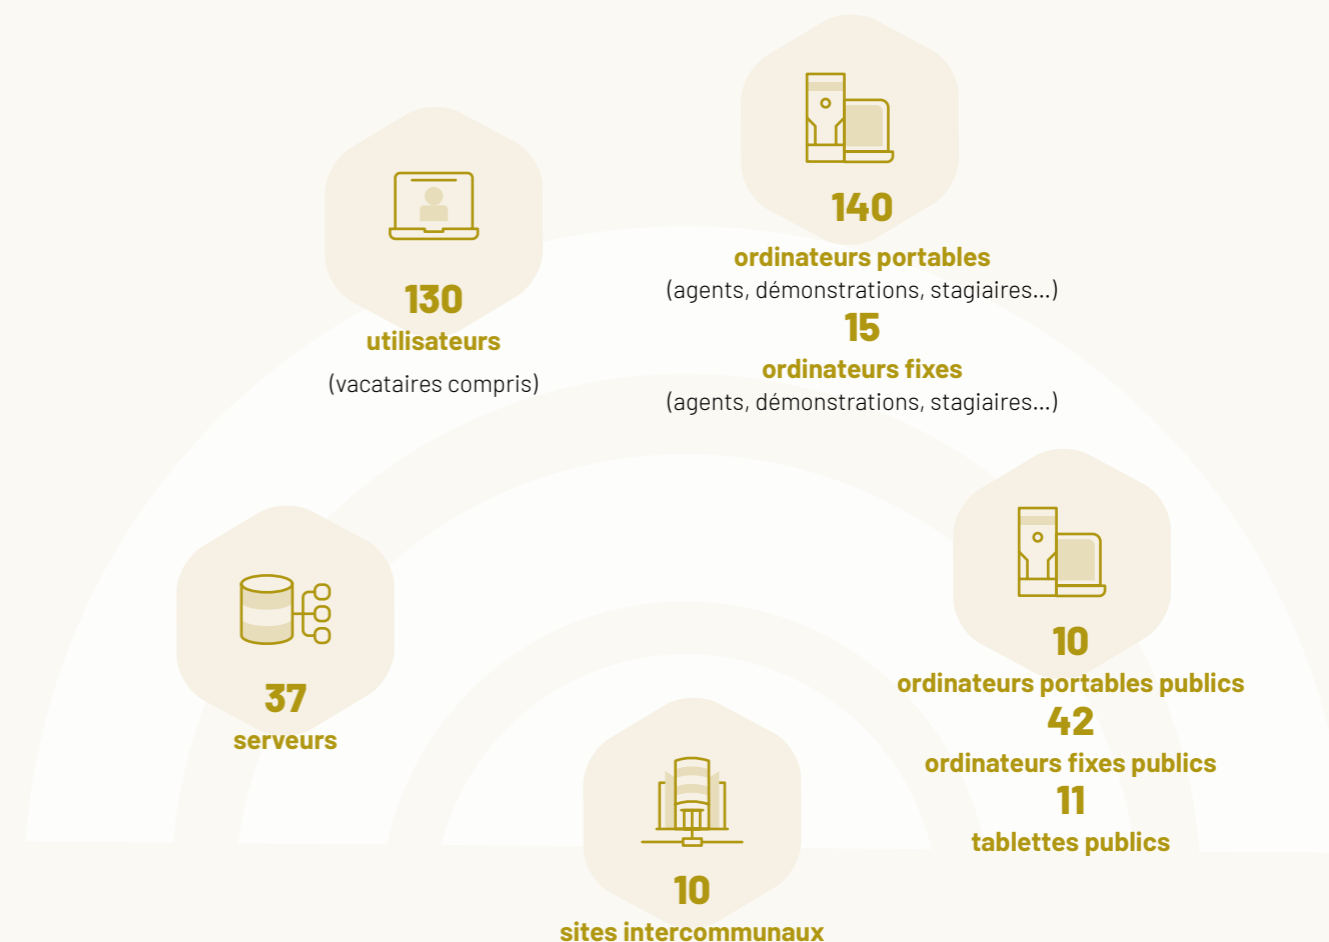 140
ordinateurs portables
(agents, démonstrations, stagiaires...)
15
ordinateurs fixes
(agents, démonstrations, stagiaires...)
130
utilisateurs
(vacataires compris)
10
ordinateurs portables publics
42
ordinateurs fixes publics
11
tablettes publics
37
serveurs
10
sites intercommunaux